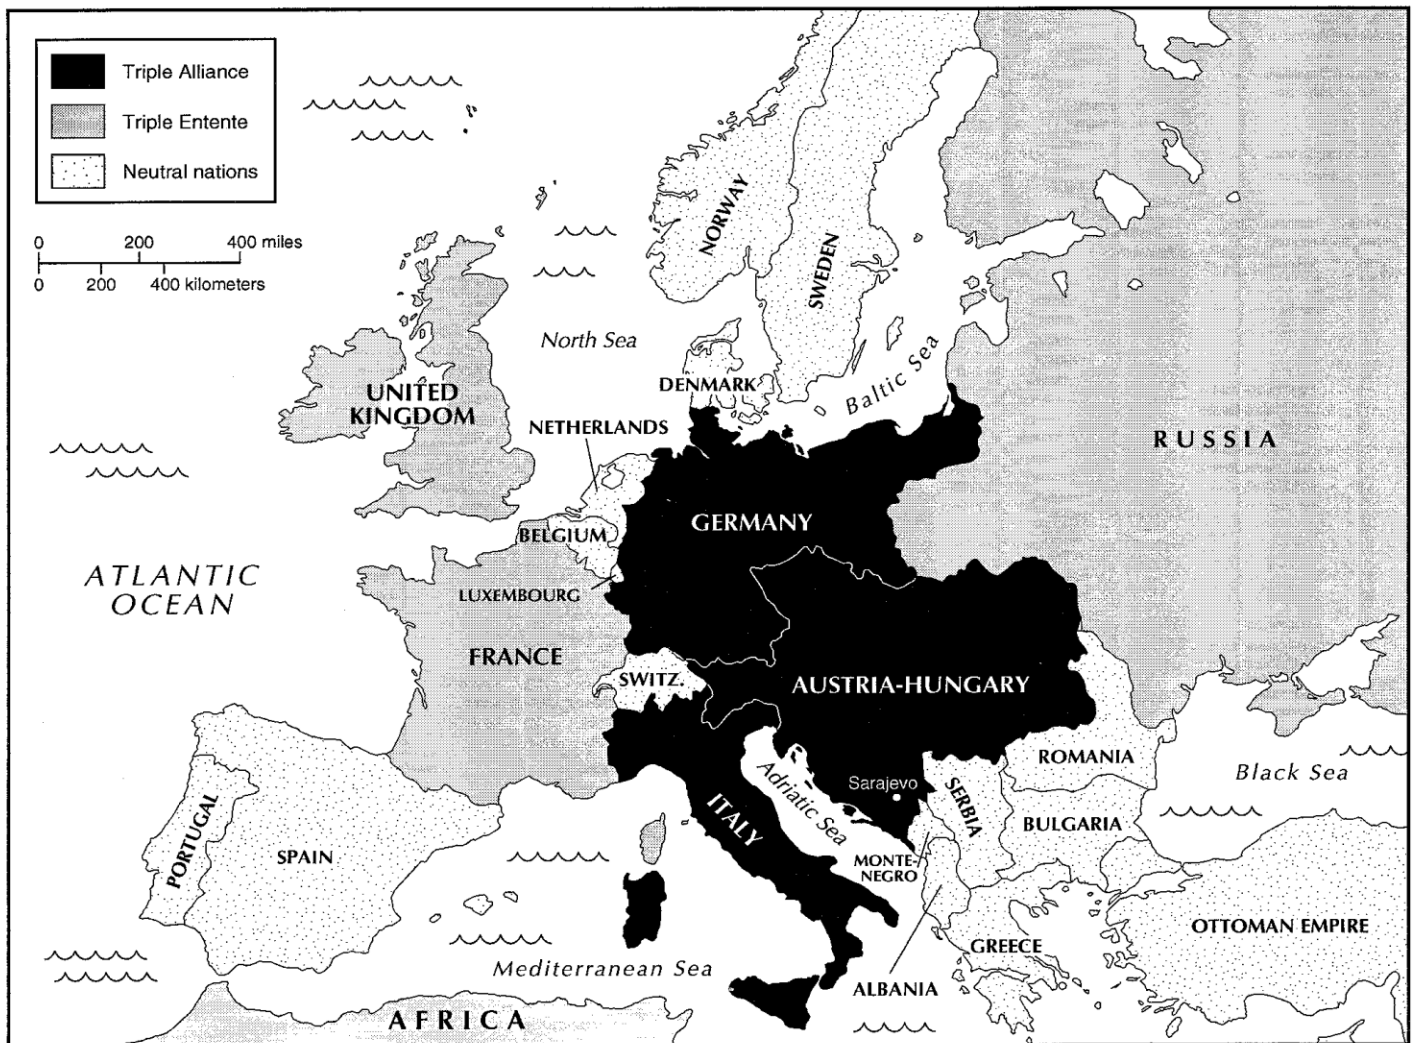 Triple Alliance
Triple Entente
Neutral nations
0 200 400 miles
0 200 400 kilometers
NORWAY
SWEDEN
North Sea
DENMARK
Baltic Sea
UNITED
KINGDOM
NETHERLANDS
RUSSIA
GERMANY
BELGIUM
ATLANTIC
OCEAN
LUXEMBOURG
FRANCE
SWITZ.
AUSTRIA-HUNGARY
ROMANIA
Black Sea
Sarajevo
Adriatic Sea
ITALY
SERBIA
BULGARIA
PORTUGAL
SPAIN
MONTE-
NEGRO
OTTOMAN EMPIRE
GREECE
Mediterranean Sea
ALBANIA
AFRICA